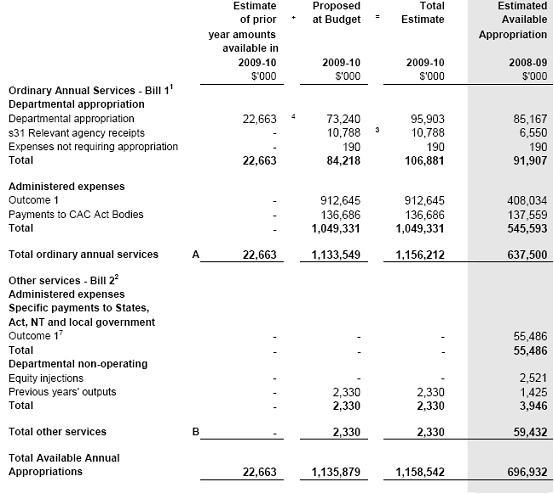 Estimate Proposed Total Estimated
of prior + at Budget = Estimate Available
year amounts Appropriation
available in
2009-10 2009-10 2009-10 2008-09
$'000 $'000 $'000 $'000
Ordinary Annual Services - Bill 1¹
Departmental appropriation
Departmental appropriation 22,663 4 73,240 95,903 85,167
s31 Relevant agency receipts - 10,788 3 10,788 6,550
Expenses not requiring appropriation - 190 190 190
Total 22,663 84,218 106,881 91,907
Administered expenses
Outcome 1 - 912,645 912,645 408,034
Payments to CAC Act Bodies - 136,686 136,686 137,559
Total - 1,049,331 1,049,331 545,593
Total ordinary annual services A 22,663 1,133,549 1,156,212 637,500
Other services - Bill 2²
Administered expenses
Specific payments to States,
Act, NT and local government
Outcome 1⁷ - - - 55,486
Total - - - 55,486
Departmental non-operating
Equity injections - - - 2,521
Previous years' outputs - 2,330 2,330 1,425
Total - 2,330 2,330 3,946
Total other services B - 2,330 2,330 59,432
Total Available Annual
Appropriations 22,663 1,135,879 1,158,542 696,932